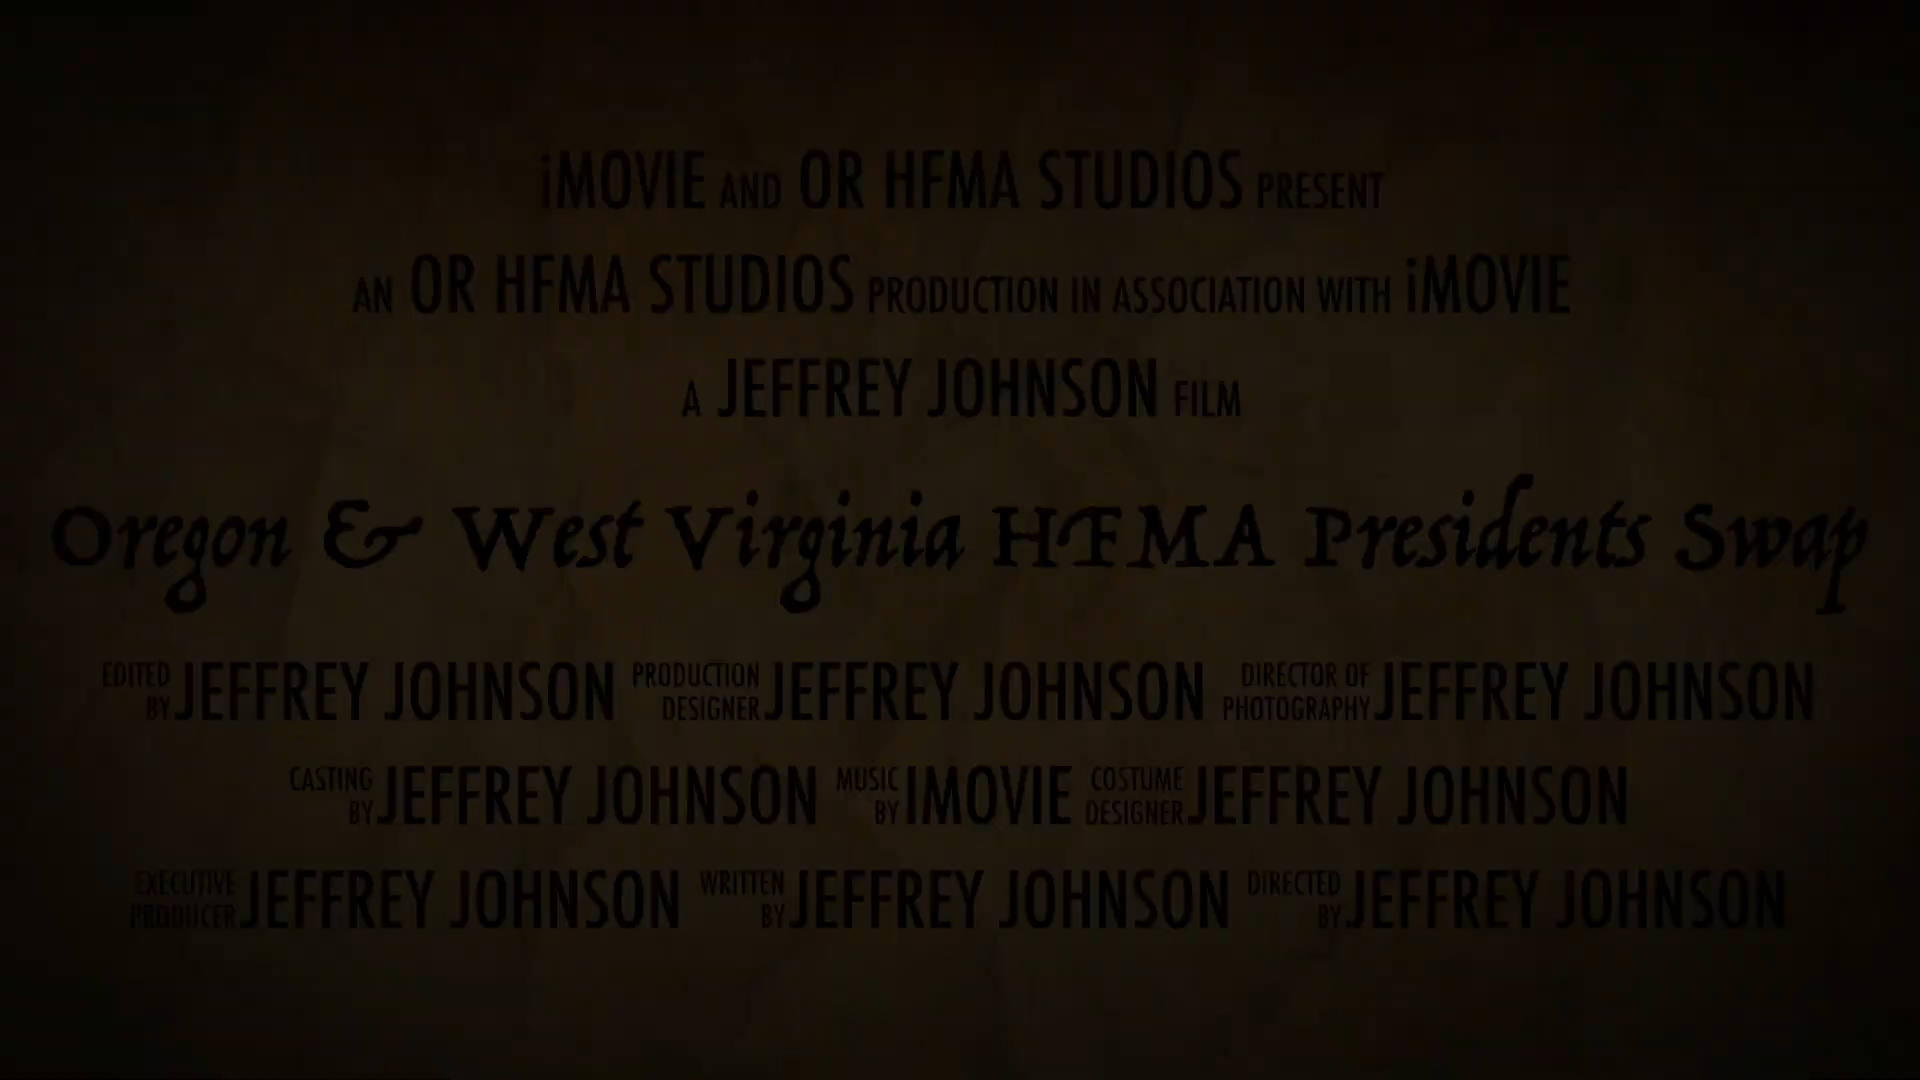 iMOVIE AND OR HFMA STUDIOS PRESENT
AN OR HFMA STUDIOS PRODUCTION IN ASSOCIATION WITH iMOVIE
A JEFFREY JOHNSON FILM
Oregon & West Virginia HFMA Presidents Swap
EDITED BY JEFFREY JOHNSON PRODUCTION DESIGNER JEFFREY JOHNSON DIRECTOR OF PHOTOGRAPHY JEFFREY JOHNSON
CASTING BY JEFFREY JOHNSON MUSIC BY IMOVIE COSTUME DESIGNER JEFFREY JOHNSON
EXECUTIVE PRODUCER JEFFREY JOHNSON WRITTEN BY JEFFREY JOHNSON DIRECTED BY JEFFREY JOHNSON